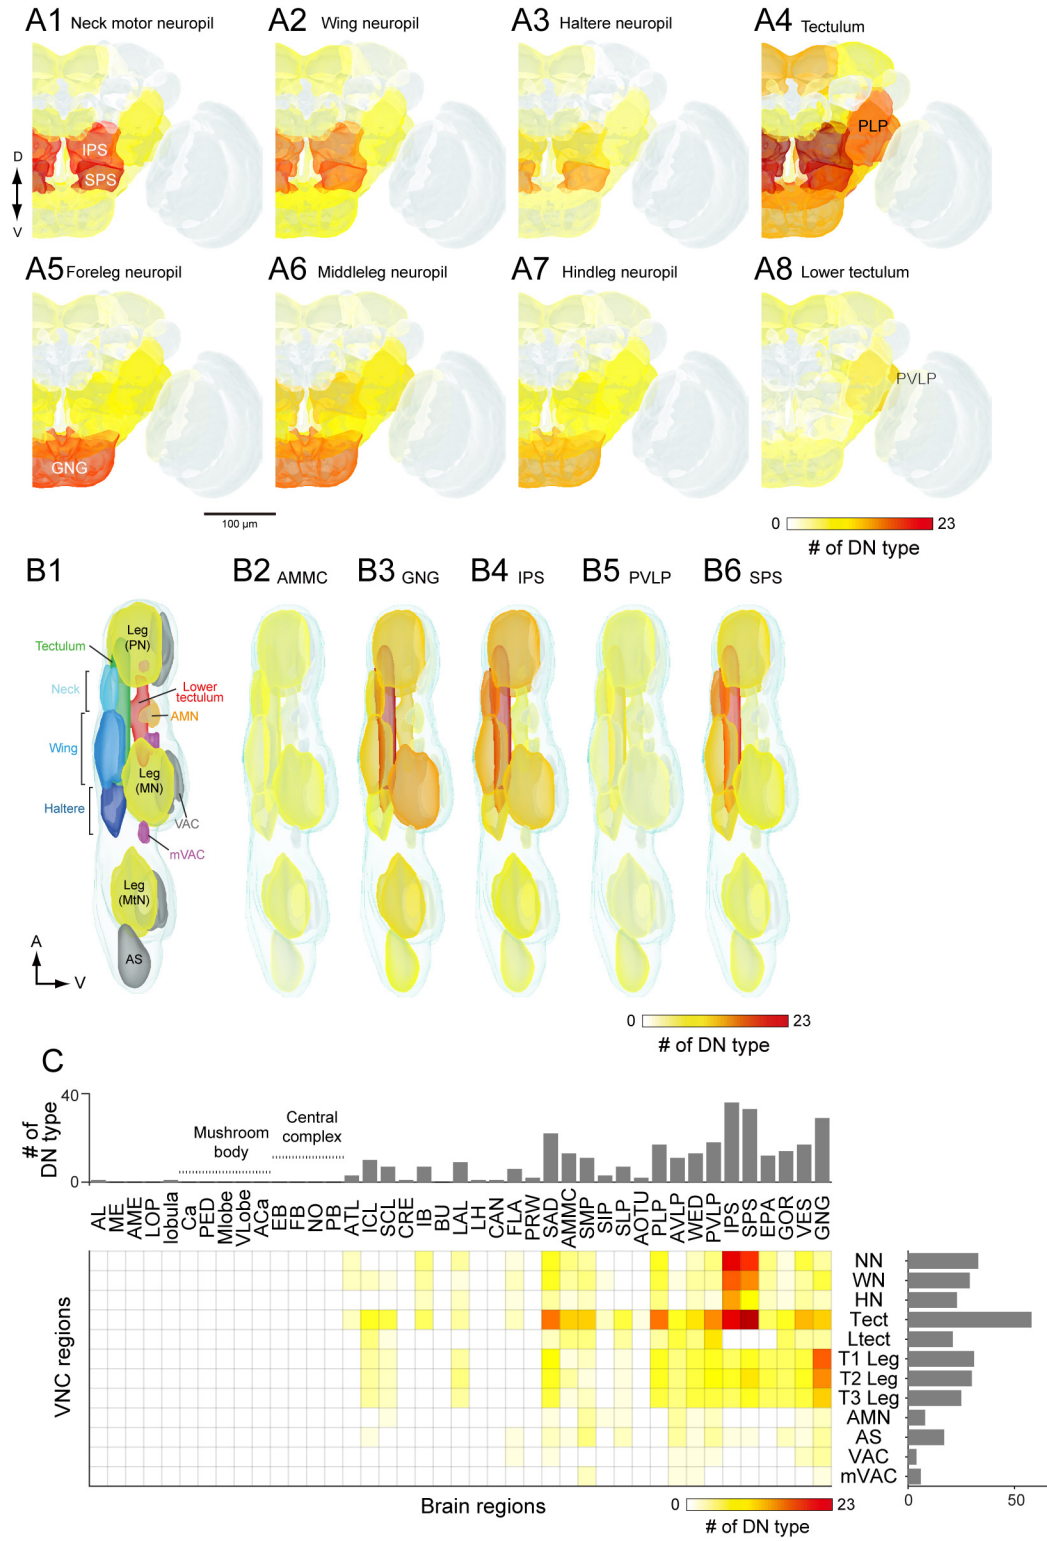 A1 Neck motor neuropil
A2 Wing neuropil
A3 Haltere neuropil
A4 Tectulum
D
V
IPS
SPS
PLP
A5 Foreleg neuropil
A6 Middleleg neuropil
A7 Hindleg neuropil
A8 Lower tectulum
PVLP
GNG
100 µm
0 23
# of DN type
B1
B2 AMMC
B3 GNG
B4 IPS
B5 PVLP
B6 SPS
Leg
(PN)
Tectulum
Neck
Lower
tectulum
AMN
Wing
Leg
(MN)
Haltere
VAC
mVAC
Leg
(MtN)
A
V
AS
0 23
# of DN type
C
40
0
# of
DN type
Mushroom
body
Central
complex
AL
ME
AME
LOP
lobula
Ca
PED
Mlobe
VLobe
ACa
EB
FB
NO
PB
ATL
ICL
SCL
CRE
IB
BU
LAL
LH
CAN
FLA
PRW
SAD
AMMC
SMP
SIP
SLP
AOTU
PLP
AVLP
WED
PVLP
IPS
SPS
EPA
GOR
VES
GNG
VNC regions
NN
WN
HN
Tect
Ltect
T1 Leg
T2 Leg
T3 Leg
AMN
AS
VAC
mVAC
Brain regions
0 23
# of DN type
0 50